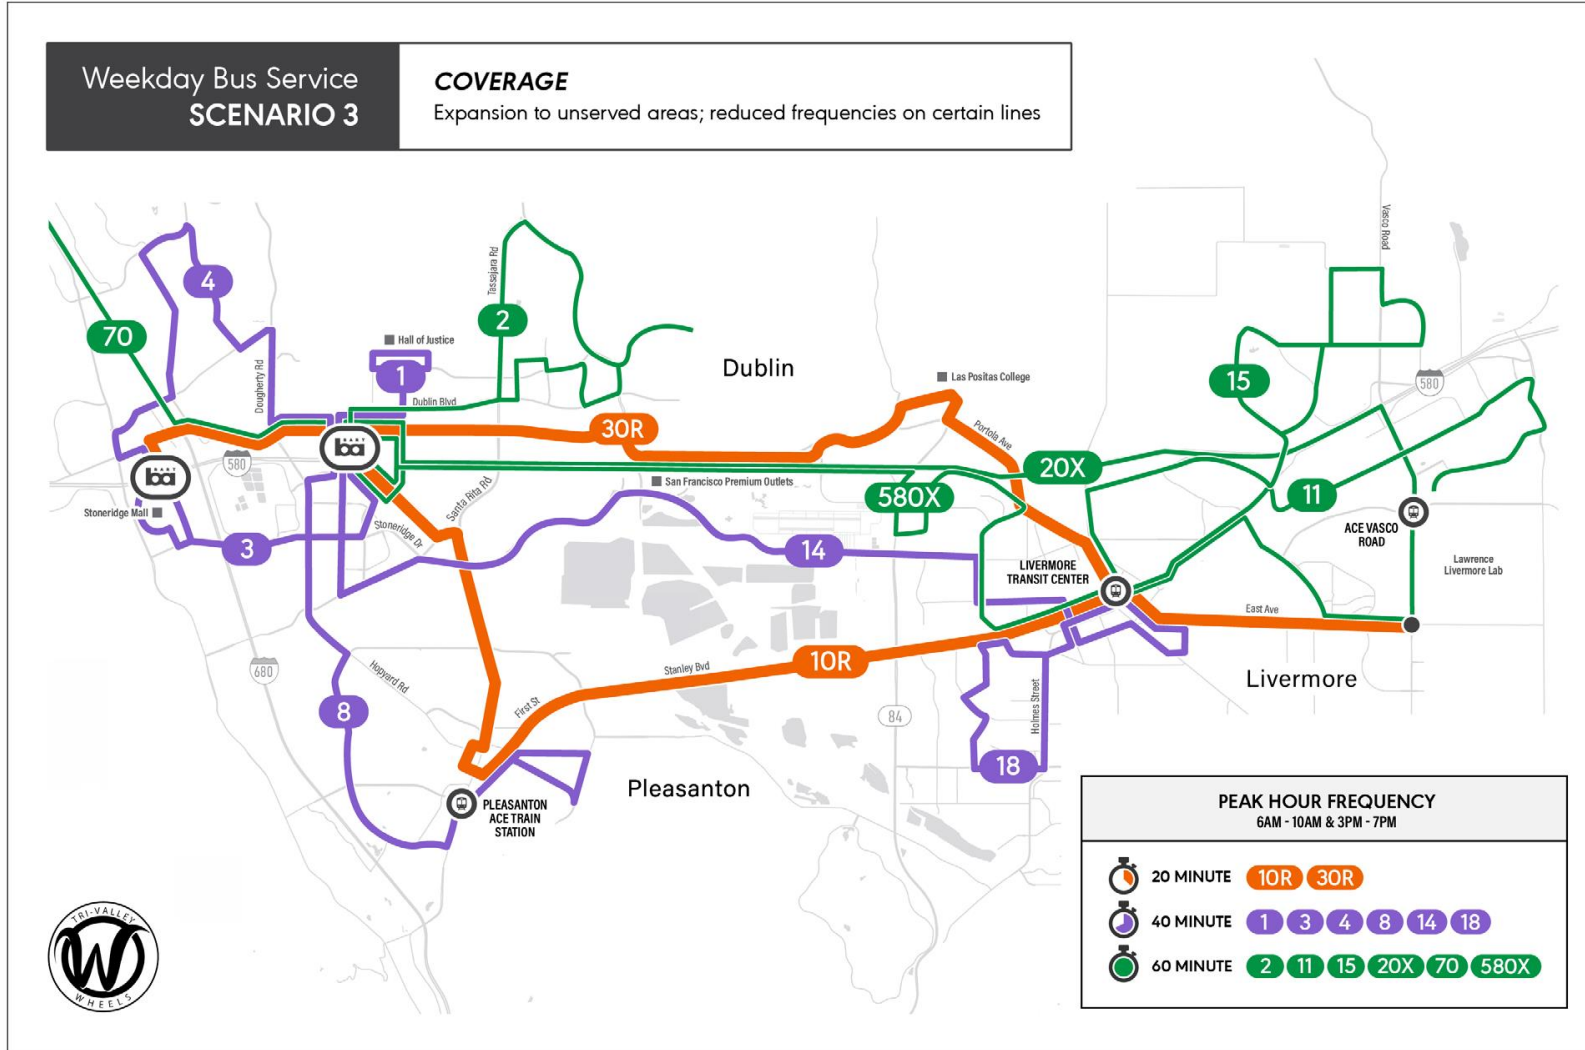 Weekday Bus Service
SCENARIO 3
COVERAGE
Expansion to unserved areas; reduced frequencies on certain lines
4
70
2
Tassajara Rd
Vasco Road
Hall of Justice
1
Dougherty Rd
Dublin Blvd
Dublin
Las Positas College
15
580
30R
Portola Ave
BART
ba
580
BART
ba
Santa Rita Rd
San Francisco Premium Outlets
20X
580X
11
Stoneridge Mall
Stoneridge Dr
3
14
ACE VASCO
ROAD
LIVERMORE
TRANSIT CENTER
Lawrence
Livermore Lab
East Ave
680
Hopyard Rd
8
First St
Stanley Blvd
10R
84
Holmes Street
Livermore
18
Pleasanton
PLEASANTON
ACE TRAIN
STATION
PEAK HOUR FREQUENCY
6AM - 10AM & 3PM - 7PM
20 MINUTE 10R 30R
40 MINUTE 1 3 4 8 14 18
60 MINUTE 2 11 15 20X 70 580X
TRI-VALLEY
W
WHEELS